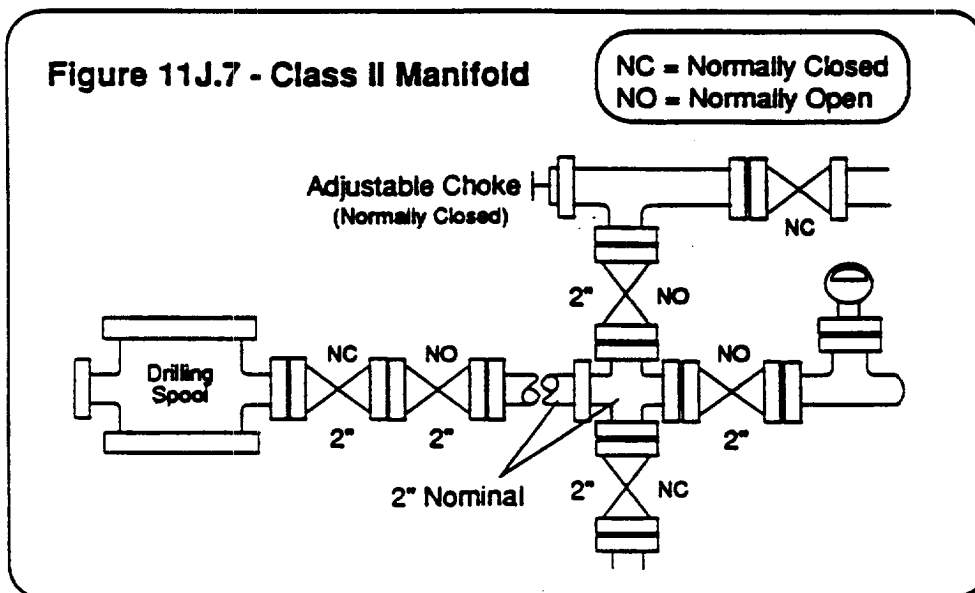 Figure 11J.7 - Class II Manifold
NC = Normally Closed
NO = Normally Open
Adjustable Choke
(Normally Closed)
NC
2" NO
NC NO
NO
Drilling
Spool
2" 2"
2"
2" Nominal
2" NC